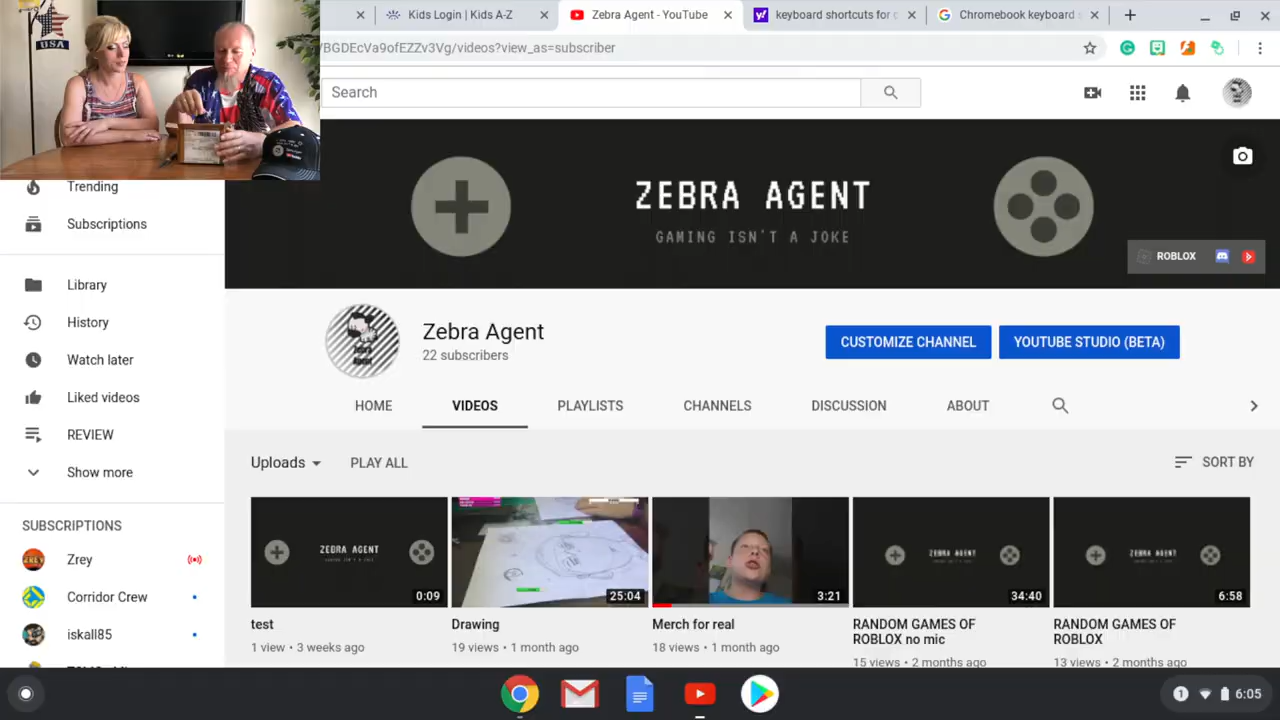 USA
Kids Login | Kids A-Z
Zebra Agent - YouTube
keyboard shortcuts for c
Chromebook keyboard s
BGDEcVa9ofEZZv3Vg/videos?view_as=subscriber
Search
Trending
Subscriptions
Library
History
Watch later
Liked videos
REVIEW
Show more
SUBSCRIPTIONS
Zrey
Corridor Crew
iskall85
ZEBRA AGENT
GAMING ISN'T A JOKE
ROBLOX
Zebra Agent
22 subscribers
CUSTOMIZE CHANNEL
YOUTUBE STUDIO (BETA)
HOME VIDEOS PLAYLISTS CHANNELS DISCUSSION ABOUT
Uploads PLAY ALL SORT BY
ZEBRA AGENT
0:09
test
1 view • 3 weeks ago
25:04
Drawing
19 views • 1 month ago
3:21
Merch for real
18 views • 1 month ago
ZEBRA AGENT
34:40
RANDOM GAMES OF
ROBLOX no mic
15 views • 2 months ago
ZEBRA AGENT
6:58
RANDOM GAMES OF
ROBLOX
13 views • 2 months ago
1 6:05